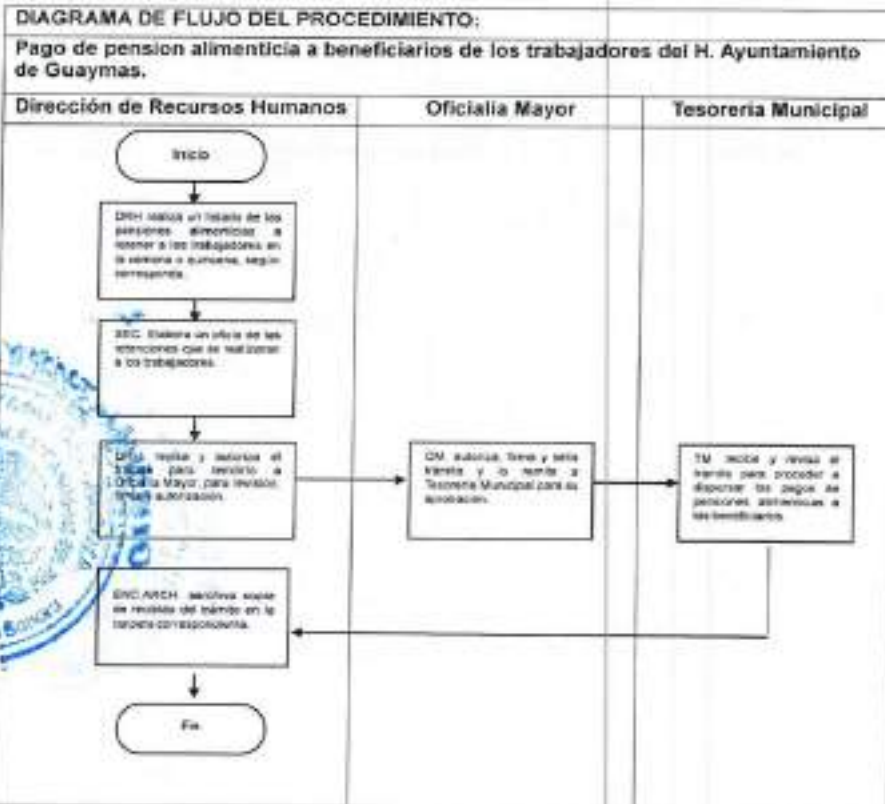 DIAGRAMA DE FLUJO DEL PROCEDIMIENTO:
Pago de pension alimenticia a beneficiarios de los trabajadores del H. Ayuntamiento
de Guaymas.
Dirección de Recursos Humanos
Oficialia Mayor
Tesoreria Municipal
Inicio
DRH realiza un listado de las
pensiones alimenticias a
retener a los trabajadores en
la semana o quincena, según
corresponda.
SEC. Elabora un oficio de las
retenciones que se realizaran
a los trabajadores.
recibe y autoriza el
para a
Oficialia Mayor, para revisión,
autorización.
OM autoriza, firma y sella
trámite y lo remite a
Tesoreria Municipal para su
aprobación.
TM recibe y revisa el
tramite para proceder a
dispersar los pagos de
pensiones alimenticias a
los beneficiarios.
ENC.ARCH archiva copia
de recibido del trámite en la
carpeta correspondiente.
Fin